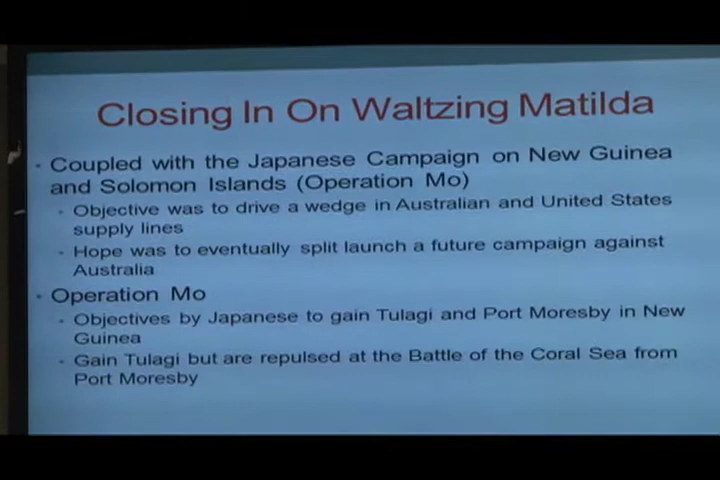 Closing In On Waltzing Matilda
• Coupled with the Japanese Campaign on New Guinea
and Solomon Islands (Operation Mo)
• Objective was to drive a wedge in Australian and United States
supply lines
• Hope was to eventually split launch a future campaign against
Australia
• Operation Mo
• Objectives by Japanese to gain Tulagi and Port Moresby in New
Guinea
• Gain Tulagi but are repulsed at the Battle of the Coral Sea from
Port Moresby